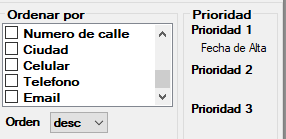 Ordenar por
Numero de calle
Ciudad
Celular
Telefono
Email
Orden desc
Prioridad
Prioridad 1
Fecha de Alta
Prioridad 2
Prioridad 3